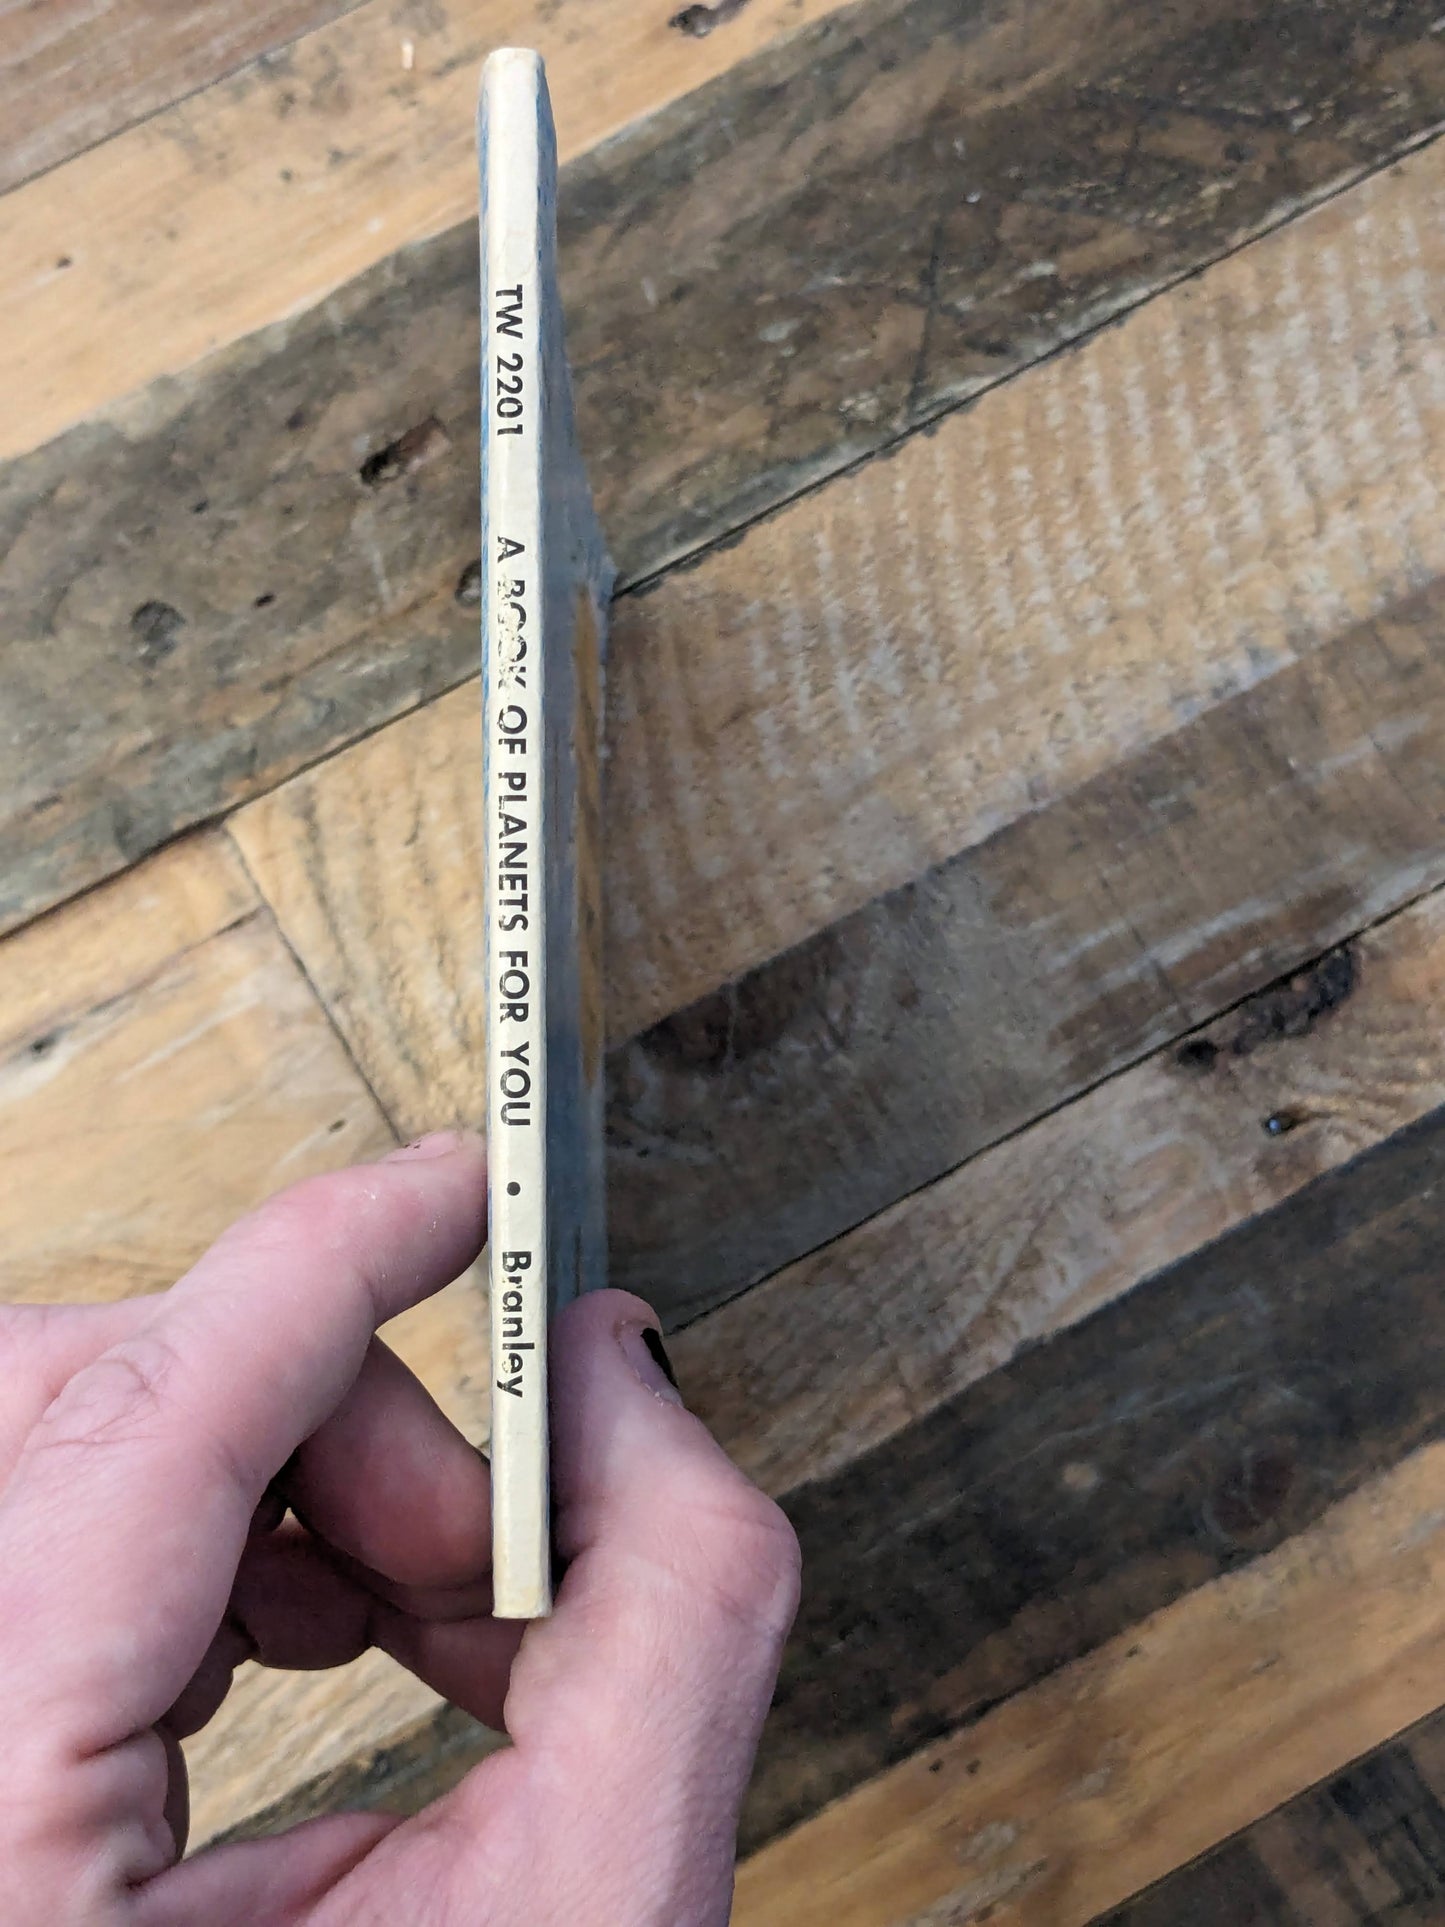 TW 2201 A BOOK OF PLANETS FOR YOU • Branley